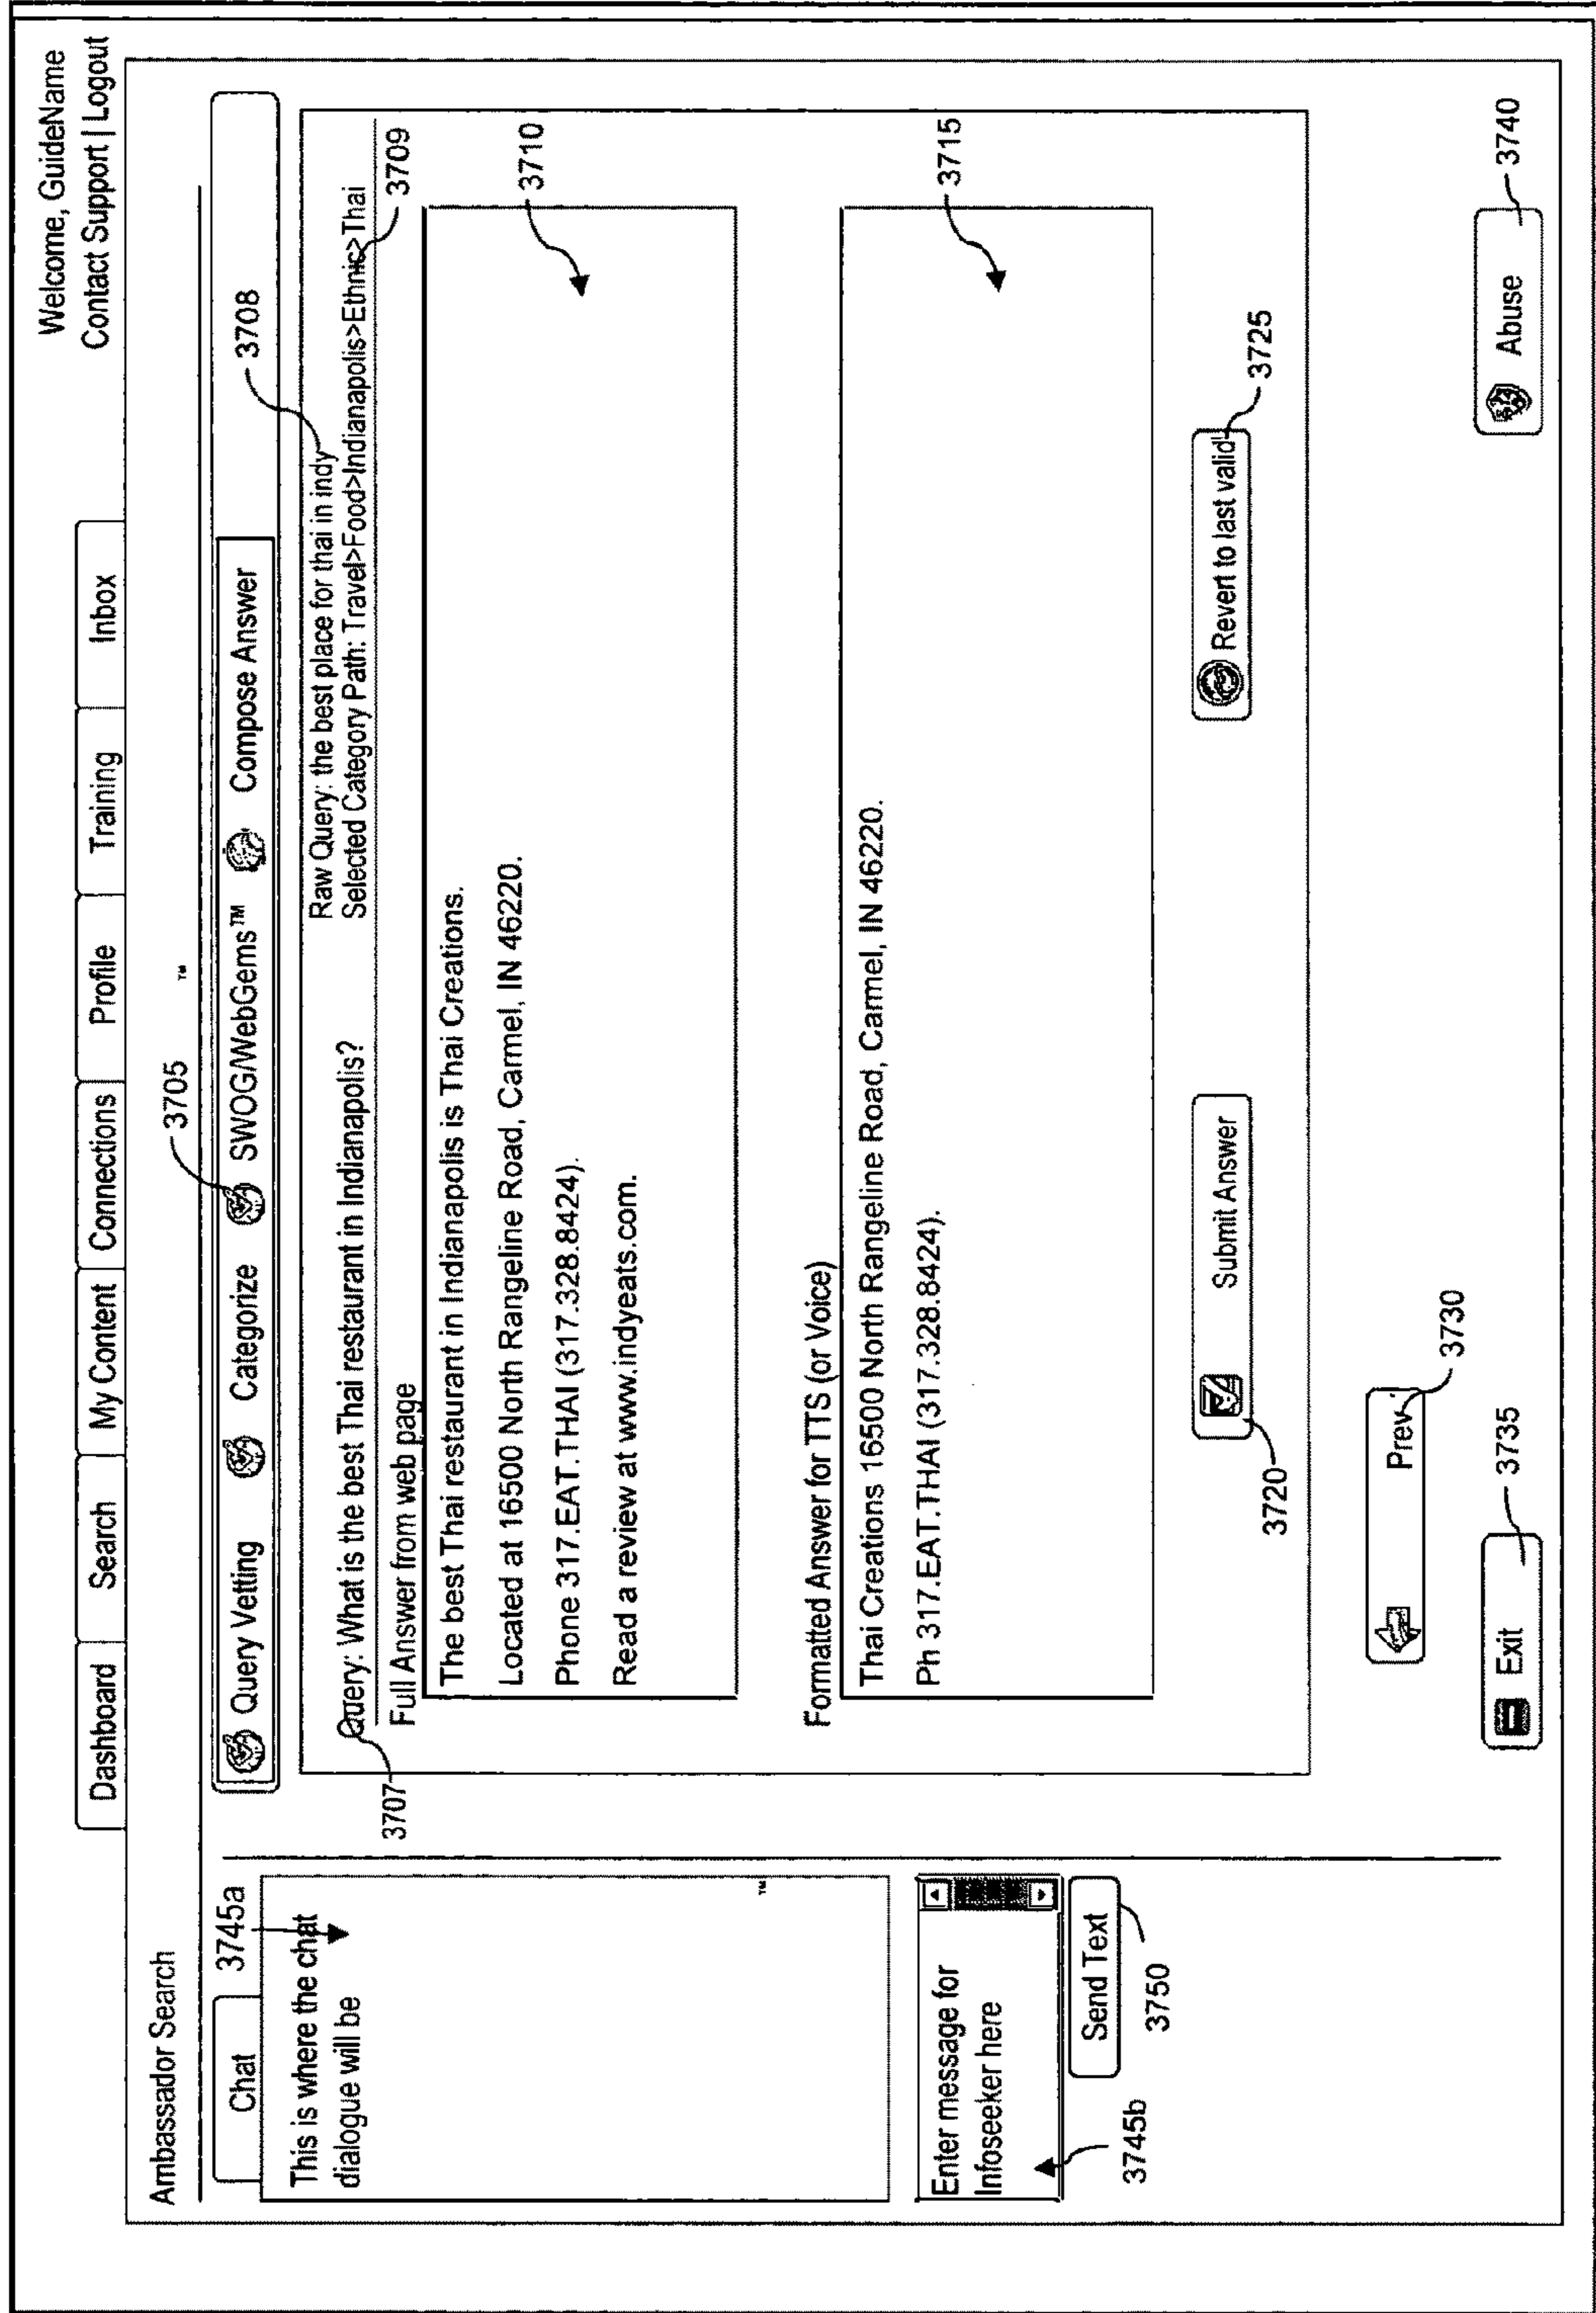 Welcome, GuideName
Contact Support | Logout
Dashboard Search My Content Connections Profile Training Inbox
Ambassador Search
3705 ™
Chat 3745a
This is where the chat
dialogue will be
™
Enter message for
Infoseeker here
Send Text
3745b 3750
Query Vetting Categorize SWOG/WebGems™ Compose Answer
3708
Query: What is the best Thai restaurant in Indianapolis?
Raw Query: the best place for thai in indy
Selected Category Path: Travel>Food>Indianapolis>Ethnic>Thai
3707
3709
Full Answer from web page
The best Thai restaurant in Indianapolis is Thai Creations.
Located at 16500 North Rangeline Road, Carmel, IN 46220.
Phone 317.EAT.THAI (317.328.8424).
Read a review at www.indyeats.com.
3710
Formatted Answer for TTS (or Voice)
Thai Creations 16500 North Rangeline Road, Carmel, IN 46220.
Ph 317.EAT.THAI (317.328.8424).
3715
Submit Answer
3720
Revert to last valid
3725
Prev
3730
Exit
3735
Abuse
3740